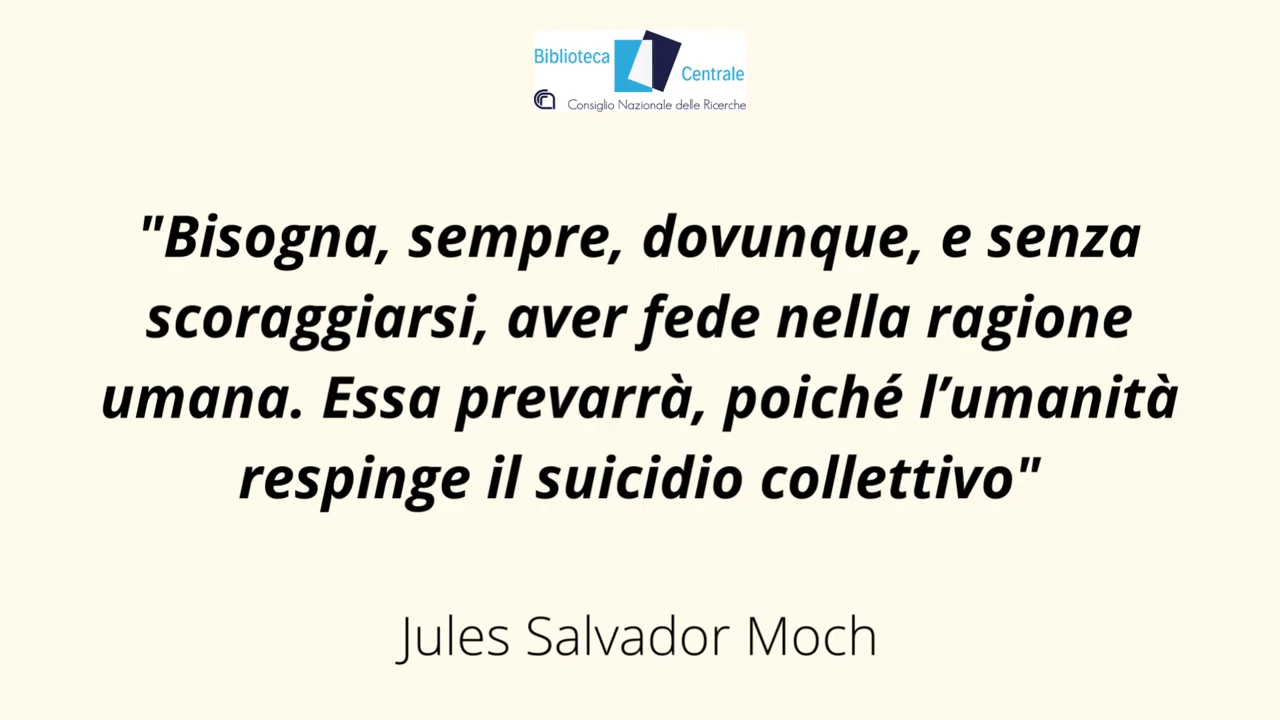 Biblioteca
Centrale
Consiglio Nazionale delle Ricerche
"Bisogna, sempre, dovunque, e senza
scoraggiarsi, aver fede nella ragione
umana. Essa prevarrà, poiché l’umanità
respinge il suicidio collettivo"
Jules Salvador Moch